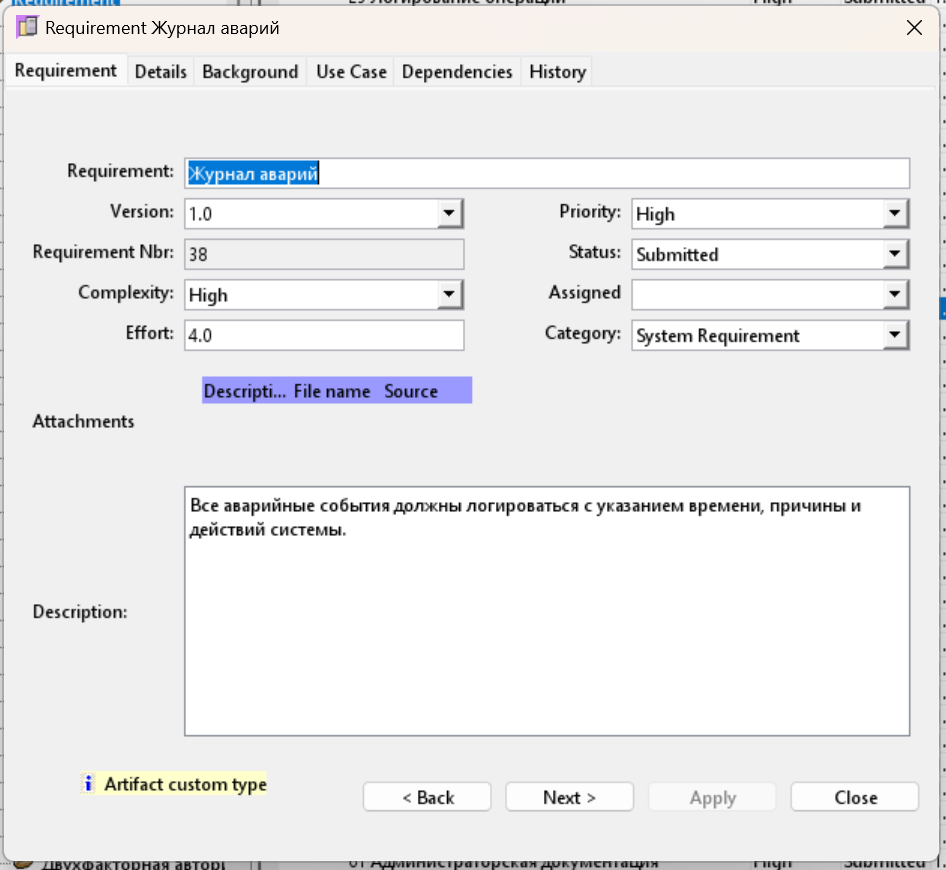 Requirement Журнал аварий
Requirement Details Background Use Case Dependencies History
Requirement: Журнал аварий
Version: 1.0 Priority: High
Requirement Nbr: 38 Status: Submitted
Complexity: High Assigned
Effort: 4.0 Category: System Requirement
Descripti... File name Source
Attachments
Все аварийные события должны логироваться с указанием времени, причины и
действий системы.
Description:
i Artifact custom type
< Back Next > Apply Close